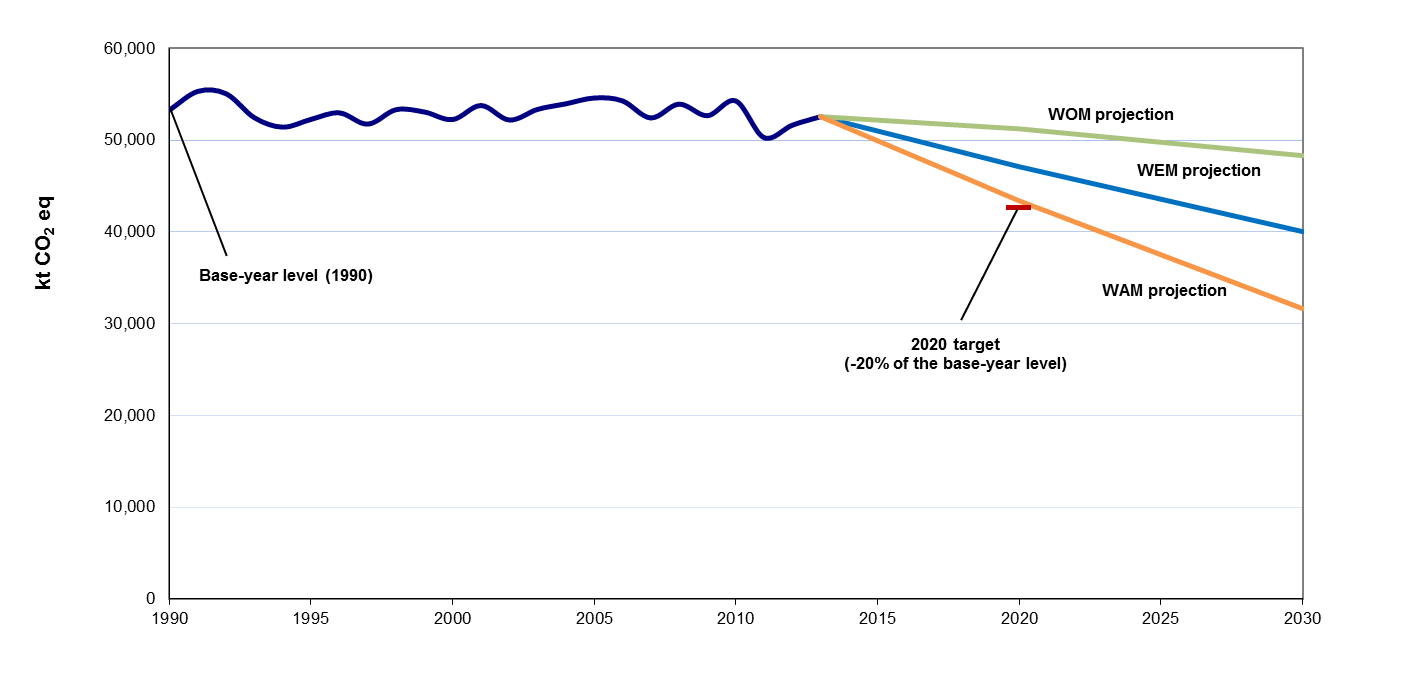 60,000
50,000
40,000
30,000
20,000
10,000
0
kt CO₂ eq
WOM projection
WEM projection
WAM projection
Base-year level (1990)
2020 target
(-20% of the base-year level)
1990 1995 2000 2005 2010 2015 2020 2025 2030